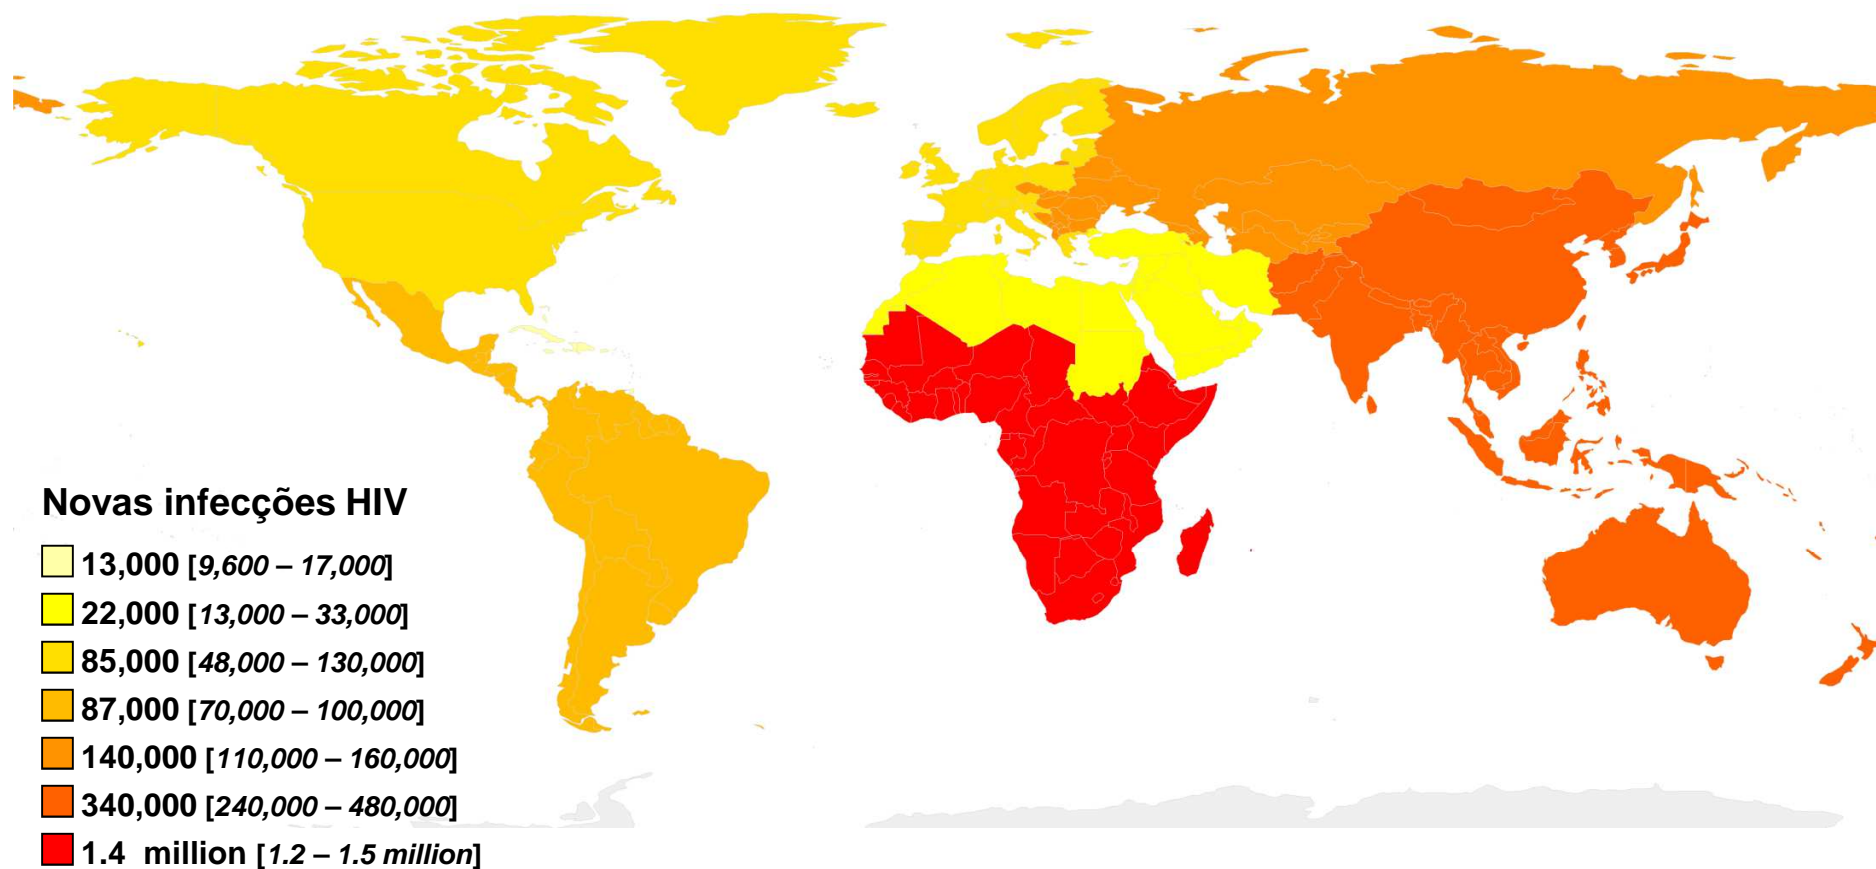 Novas infecções HIV
13,000 [9,600 – 17,000]
22,000 [13,000 – 33,000]
85,000 [48,000 – 130,000]
87,000 [70,000 – 100,000]
140,000 [110,000 – 160,000]
340,000 [240,000 – 480,000]
1.4 million [1.2 – 1.5 million]